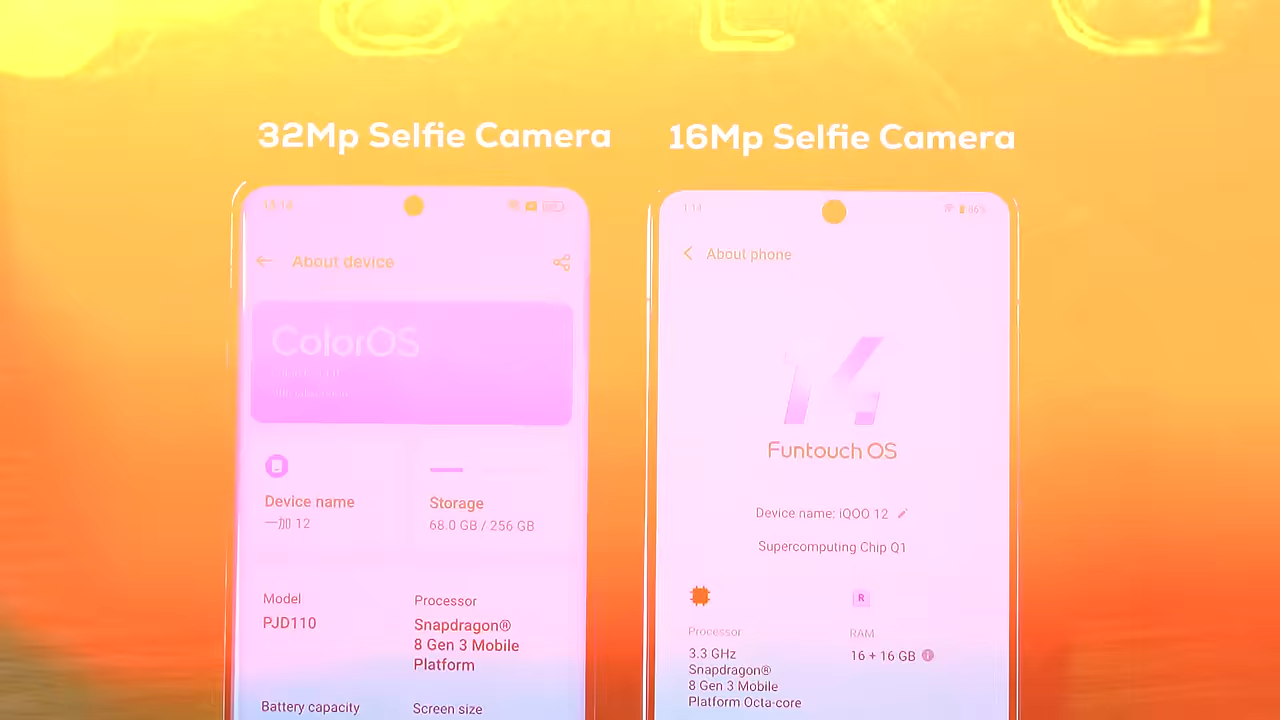 32Mp Selfie Camera
16Mp Selfie Camera
About device
ColorOS
Device name
一加 12
Storage
68.0 GB / 256 GB
Model
PJD110
Processor
Snapdragon®
8 Gen 3 Mobile
Platform
Battery capacity
Screen size
1:14
86%
About phone
14
Funtouch OS
Device name: iQOO 12
Supercomputing Chip Q1
Processor
3.3 GHz
Snapdragon®
8 Gen 3 Mobile
Platform Octa-core
R
RAM
16 + 16 GB